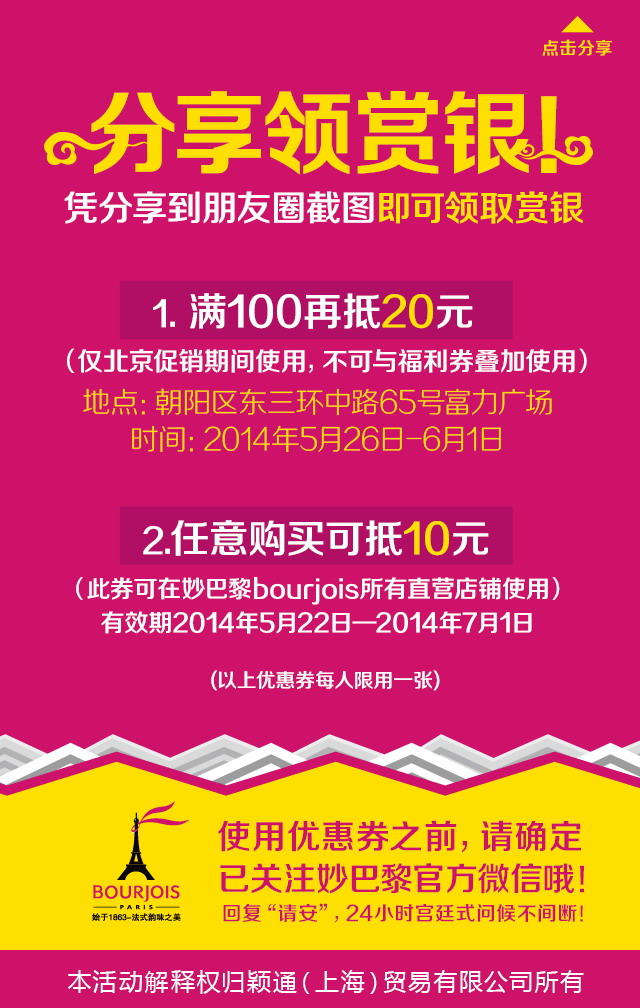 点击分享
分享领赏银!
凭分享到朋友圈截图即可领取赏银
1. 满100再抵20元
（仅北京促销期间使用, 不可与福利券叠加使用）
地点: 朝阳区东三环中路65号富力广场
时间: 2014年5月26日-6月1日
2.任意购买可抵10元
（此券可在妙巴黎bourjois所有直营店铺使用）
有效期2014年5月22日—2014年7月1日
(以上优惠券每人限用一张)
使用优惠券之前, 请确定
已关注妙巴黎官方微信哦!
回复“请安”, 24小时宫廷式问候不间断!
BOURJOIS
PARIS
始于1863-法式韵味之美
本活动解释权归颖通（上海）贸易有限公司所有